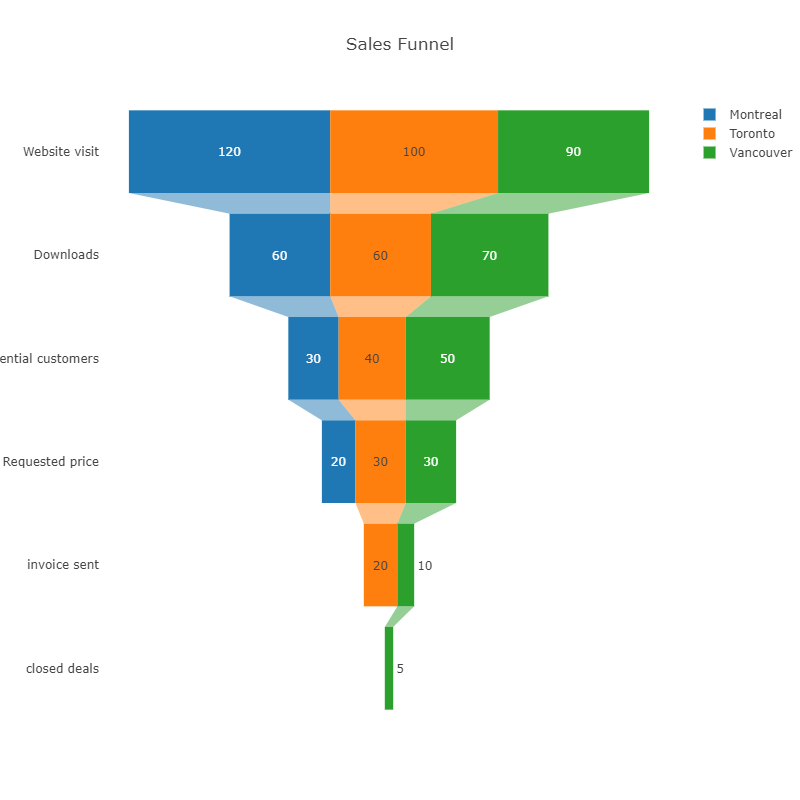 Sales Funnel
Montreal
Toronto
Vancouver
Website visit 120 100 90
Downloads 60 60 70
ential customers 30 40 50
Requested price 20 30 30
invoice sent 20 10
closed deals 5